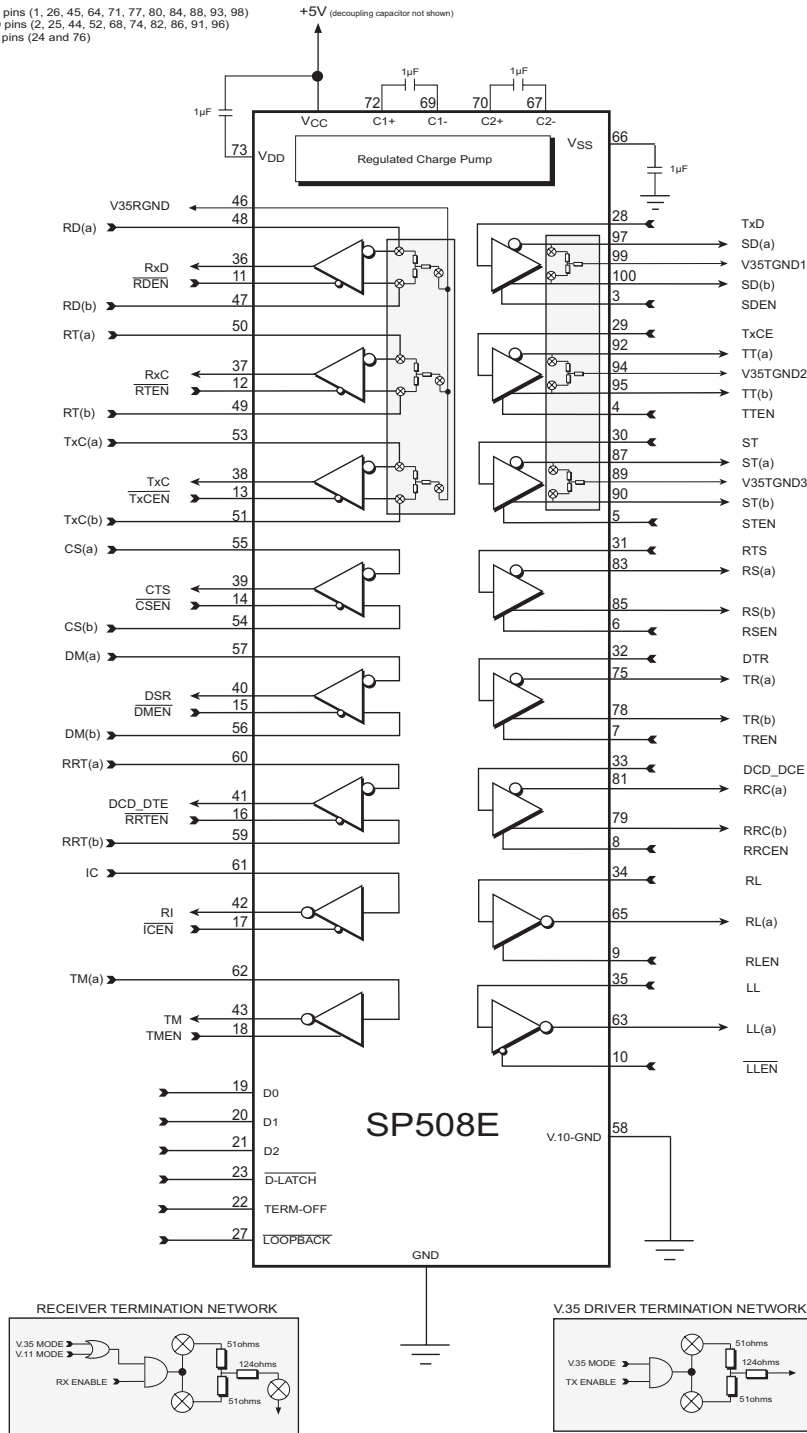 pins (1, 26, 45, 64, 71, 77, 80, 84, 88, 93, 98)
pins (2, 25, 44, 52, 68, 74, 82, 86, 91, 96)
pins (24 and 76)
+5V (decoupling capacitor not shown)
1µF
1µF
1µF
72 69 70 67
VCC C1+ C1- C2+ C2-
73 VDD
VSS 66
Regulated Charge Pump
1µF
V35RGND 46
RD(a) 48
RxD 36
RDEN 11
RD(b) 47
RT(a) 50
RxC 37
RTEN 12
RT(b) 49
TxC(a) 53
TxC 38
TxCEN 13
TxC(b) 51
CS(a) 55
CTS 39
CSEN 14
CS(b) 54
DM(a) 57
DSR 40
DMEN 15
DM(b) 56
RRT(a) 60
DCD_DTE 41
RRTEN 16
RRT(b) 59
IC 61
RI 42
ICEN 17
TM(a) 62
TM 43
TMEN 18
19 D0
20 D1
21 D2
23 D-LATCH
22 TERM-OFF
27 LOOPBACK
28 TxD
97 SD(a)
99 V35TGND1
100 SD(b)
3 SDEN
29 TxCE
92 TT(a)
94 V35TGND2
95 TT(b)
4 TTEN
30 ST
87 ST(a)
89 V35TGND3
90 ST(b)
5 STEN
31 RTS
83 RS(a)
85 RS(b)
6 RSEN
32 DTR
75 TR(a)
78 TR(b)
7 TREN
33 DCD_DCE
81 RRC(a)
79 RRC(b)
8 RRCEN
34 RL
65 RL(a)
9 RLEN
35 LL
63 LL(a)
10 LLEN
SP508E
V.10-GND 58
GND
RECEIVER TERMINATION NETWORK
V.35 MODE
V.11 MODE
RX ENABLE
51ohms
124ohms
51ohms
V.35 DRIVER TERMINATION NETWORK
V.35 MODE
TX ENABLE
51ohms
124ohms
51ohms